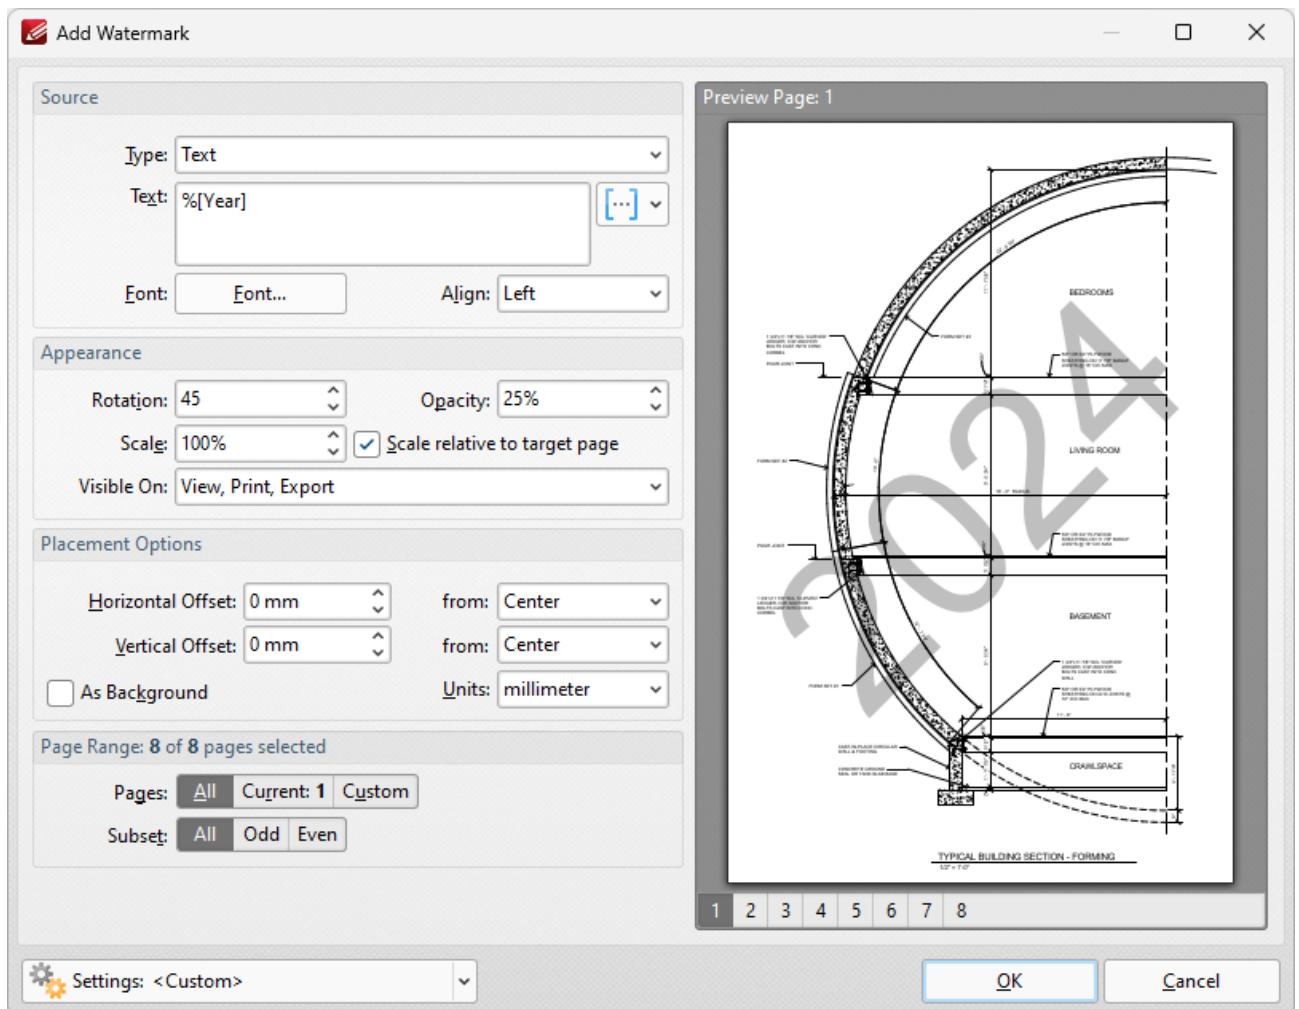 Add Watermark
Source
Type: Text
Text: %[Year]
Font: Font...
Align: Left
Appearance
Rotation: 45
Opacity: 25%
Scale: 100%
Scale relative to target page
Visible On: View, Print, Export
Placement Options
Horizontal Offset: 0 mm
from: Center
Vertical Offset: 0 mm
from: Center
As Background
Units: millimeter
Page Range: 8 of 8 pages selected
Pages: All Current: 1 Custom
Subset: All Odd Even
Preview Page: 1
BEDROOMS
LIVING ROOM
2024
BASEMENT
CRAWLSPACE
TYPICAL BUILDING SECTION - FORMING
1/2" = 1'-0"
1 2 3 4 5 6 7 8
Settings: <Custom>
OK
Cancel